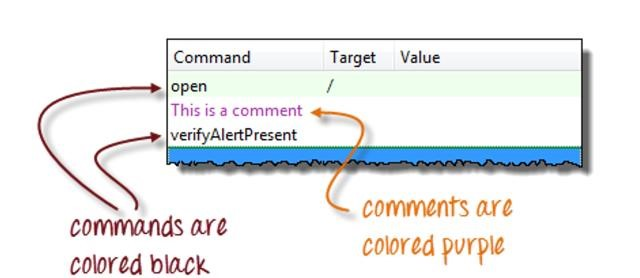 Command Target Value
open /
This is a comment
verifyAlertPresent
commands are
colored black
comments are
colored purple